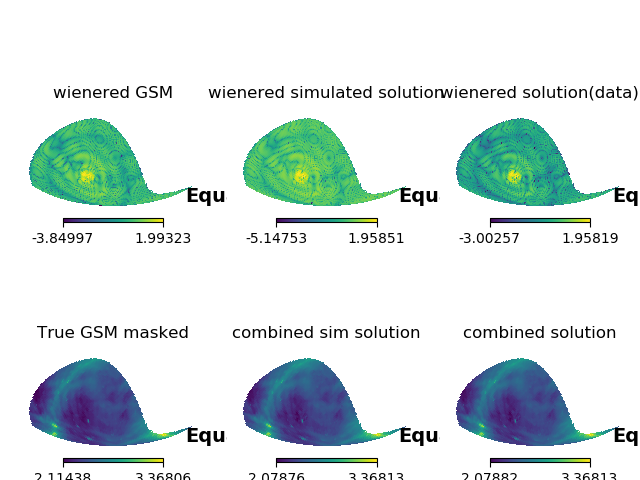 wienered GSM
wienered simulated solution
wienered solution(data)
Equ
Equ
Eq
-3.84997 1.99323
-5.14753 1.95851
-3.00257 1.95819
True GSM masked
combined sim solution
combined solution
Equ
Equ
Eq
2.11438 3.36806
2.07876 3.36813
2.07882 3.36813